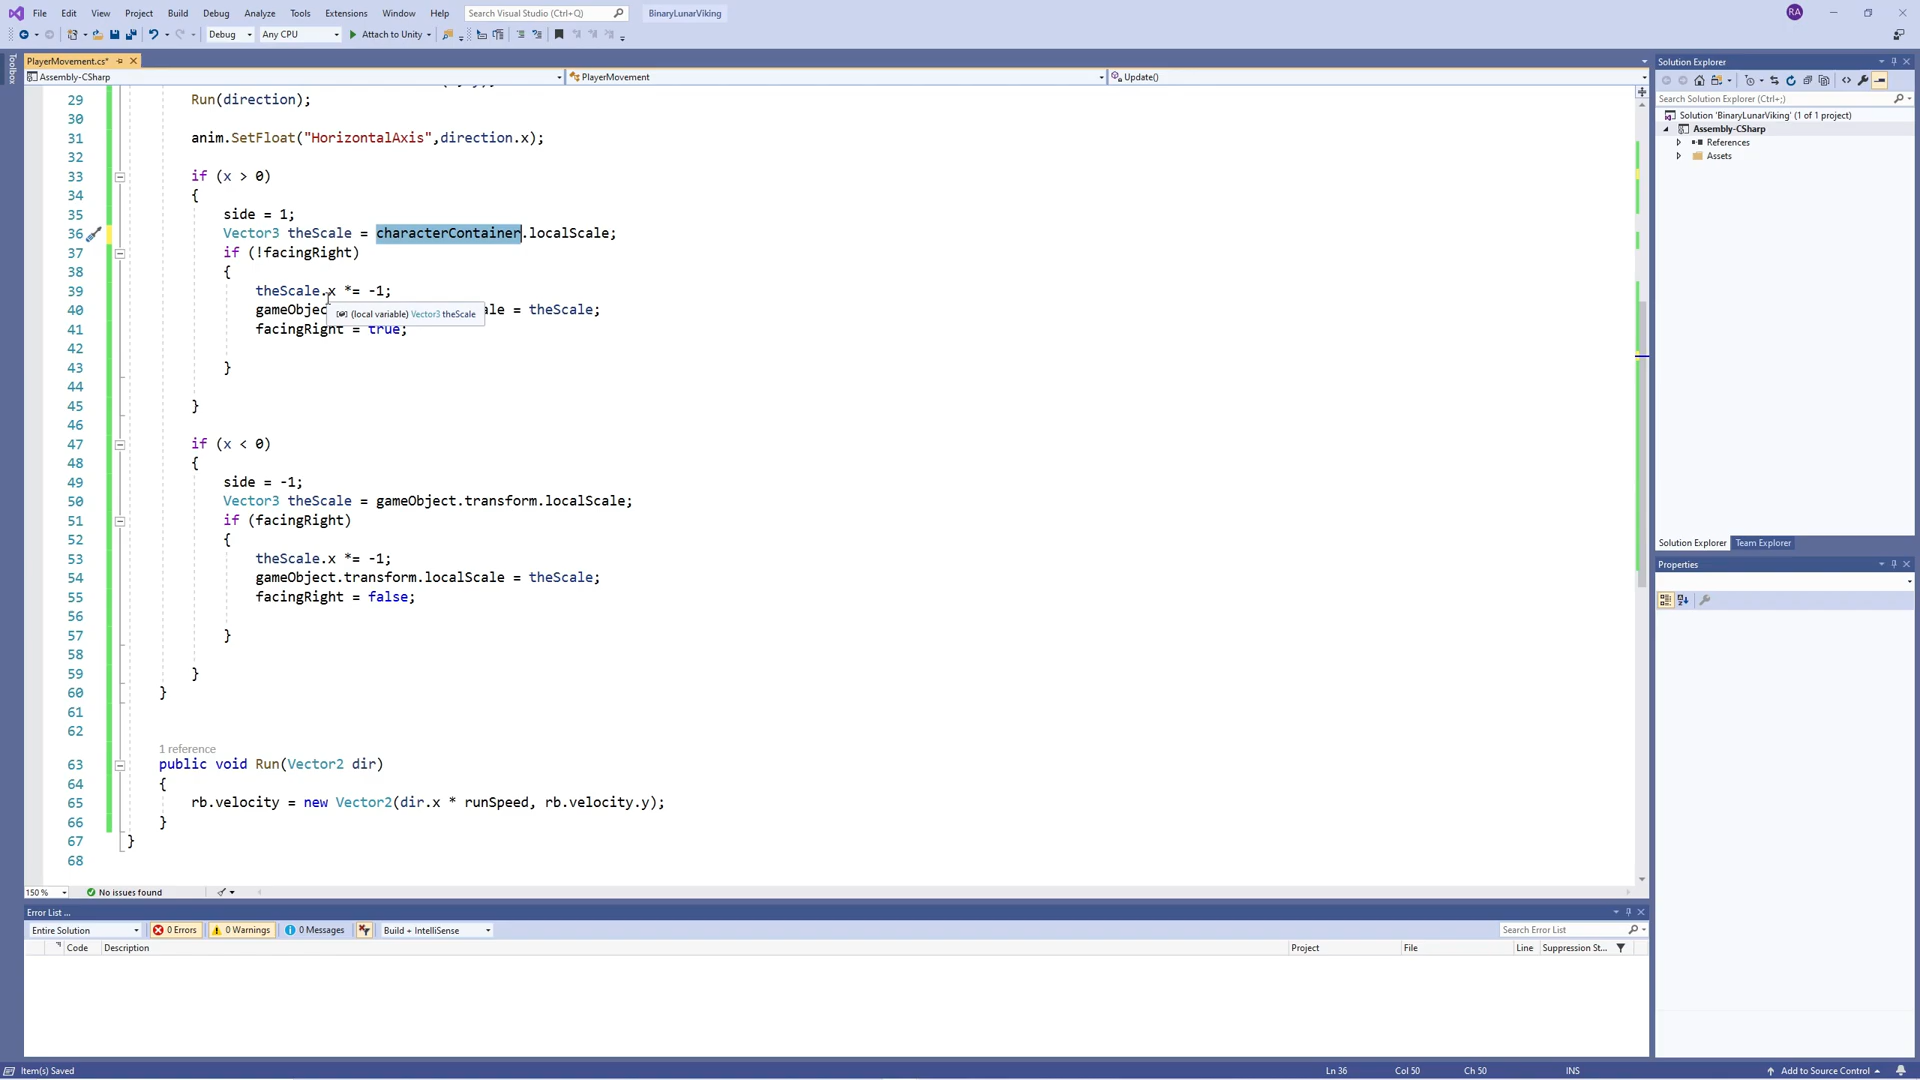 File Edit View Project Build Debug Analyze Tools Extensions Window Help Search Visual Studio (Ctrl+Q) BinaryLunarViking RA
Debug Any CPU Attach to Unity
Toolbox
PlayerMovement.cs*
Assembly-CSharp PlayerMovement Update()
29 Run(direction);
30
31 anim.SetFloat("HorizontalAxis",direction.x);
32
33 if (x > 0)
34 {
35 side = 1;
36 Vector3 theScale = characterContainer.localScale;
37 if (!facingRight)
38 {
39 theScale.x *= -1;
40 gameObjec ale = theScale;
(local variable) Vector3 theScale
41 facingRight = true;
42
43 }
44
45 }
46
47 if (x < 0)
48 {
49 side = -1;
50 Vector3 theScale = gameObject.transform.localScale;
51 if (facingRight)
52 {
53 theScale.x *= -1;
54 gameObject.transform.localScale = theScale;
55 facingRight = false;
56
57 }
58
59 }
60 }
61
62
1 reference
63 public void Run(Vector2 dir)
64 {
65 rb.velocity = new Vector2(dir.x * runSpeed, rb.velocity.y);
66 }
67 }
68
150 % No issues found
Error List ...
Entire Solution 0 Errors 0 Warnings 0 Messages Build + IntelliSense Search Error List
Code Description Project File Line Suppression St...
Item(s) Saved Ln 36 Col 50 Ch 50 INS Add to Source Control
Solution Explorer
Search Solution Explorer (Ctrl+;)
Solution 'BinaryLunarViking' (1 of 1 project)
Assembly-CSharp
References
Assets
Solution Explorer Team Explorer
Properties